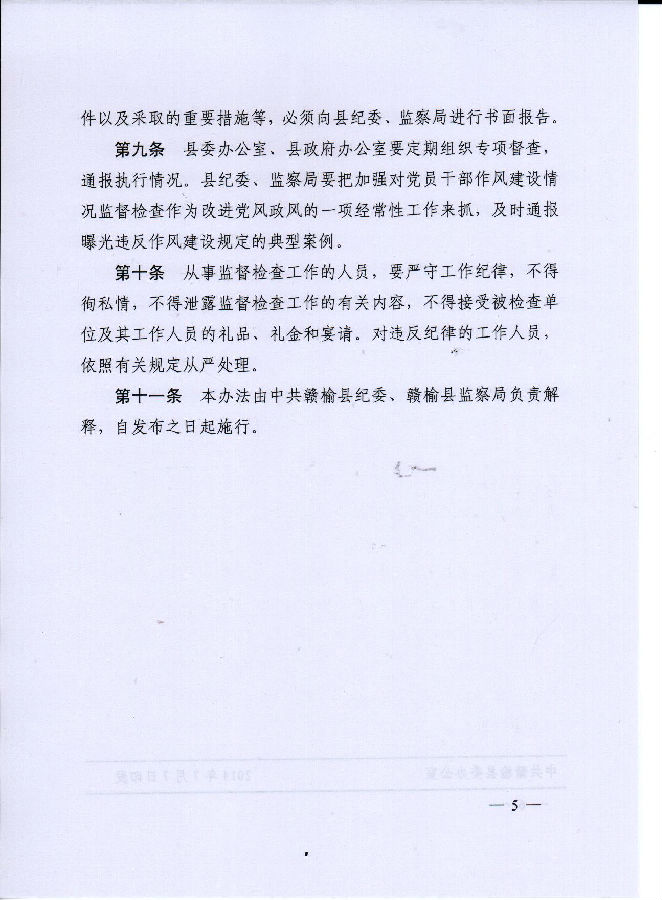 件以及采取的重要措施等，必须向县纪委、监察局进行书面报告。
第九条　县委办公室、县政府办公室要定期组织专项督查，
通报执行情况。县纪委、监察局要把加强对党员干部作风建设情
况监督检查作为改进党风政风的一项经常性工作来抓，及时通报
曝光违反作风建设规定的典型案例。
第十条　从事监督检查工作的人员，要严守工作纪律，不得
徇私情，不得泄露监督检查工作的有关内容，不得接受被检查单
位及其工作人员的礼品、礼金和宴请。对违反纪律的工作人员，
依照有关规定从严处理。
第十一条　本办法由中共赣榆县纪委、赣榆县监察局负责解
释，自发布之日起施行。
中共赣榆县委办公室　2014年7月7日印发
— 5 —